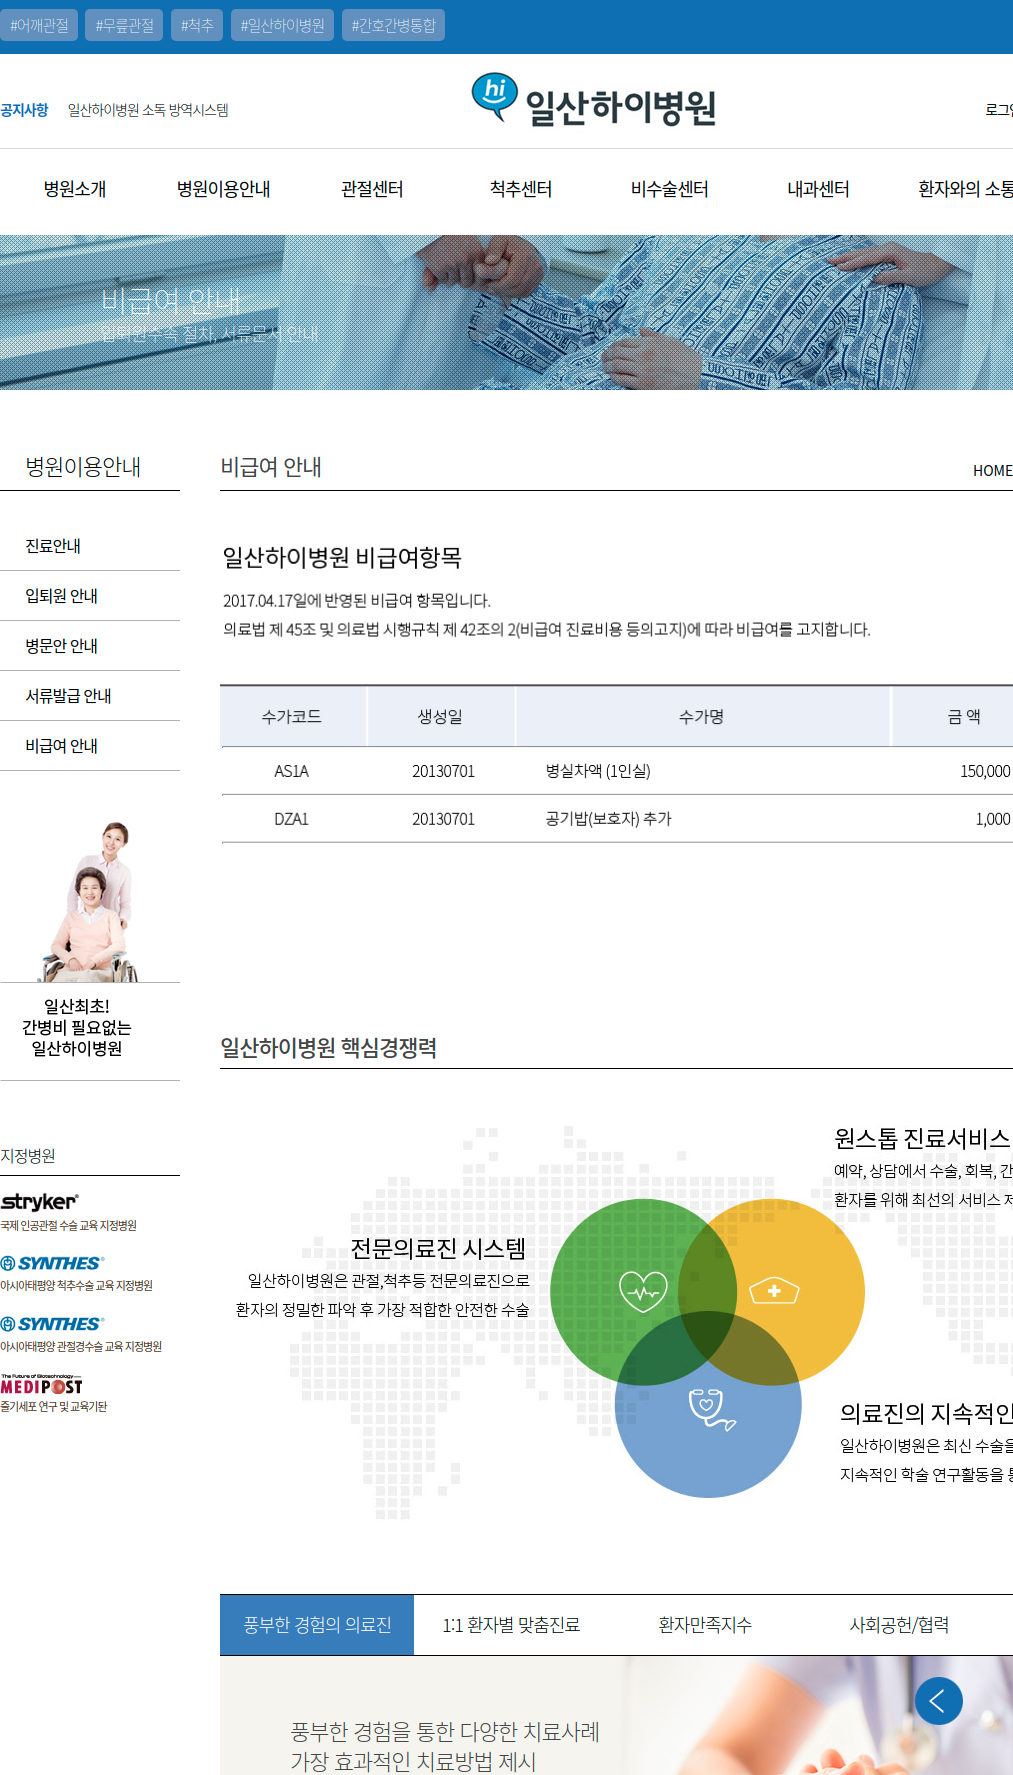 #어깨관절 #무릎관절 #척추 #일산하이병원 #간호간병통합
공지사항 일산하이병원 소독 방역시스템
hi 일산하이병원
로그인
병원소개 병원이용안내 관절센터 척추센터 비수술센터 내과센터 환자와의 소통
비급여 안내
입퇴원수속 절차, 서류문서 안내
병원이용안내
진료안내
입퇴원 안내
병문안 안내
서류발급 안내
비급여 안내
일산최초!
간병비 필요없는
일산하이병원
지정병원
stryker®
국제 인공관절 수술 교육 지정병원
SYNTHES®
아시아태평양 척추수술 교육 지정병원
SYNTHES®
아시아태평양 관절경수술 교육 지정병원
The Future of Biotechnology
MEDIPOST
줄기세포 연구 및 교육기관
비급여 안내
HOME
일산하이병원 비급여항목
2017.04.17일에 반영된 비급여 항목입니다.
의료법 제 45조 및 의료법 시행규칙 제 42조의 2(비급여 진료비용 등의고지)에 따라 비급여를 고지합니다.
수가코드 생성일 수가명 금 액
AS1A 20130701 병실차액 (1인실) 150,000
DZA1 20130701 공기밥(보호자) 추가 1,000
일산하이병원 핵심경쟁력
원스톱 진료서비스
예약, 상담에서 수술, 회복, 간
환자를 위해 최선의 서비스 제
전문의료진 시스템
일산하이병원은 관절,척추등 전문의료진으로
환자의 정밀한 파악 후 가장 적합한 안전한 수술
의료진의 지속적인
일산하이병원은 최신 수술을
지속적인 학술 연구활동을 통
풍부한 경험의 의료진 1:1 환자별 맞춤진료 환자만족지수 사회공헌/협력
풍부한 경험을 통한 다양한 치료사례
가장 효과적인 치료방법 제시